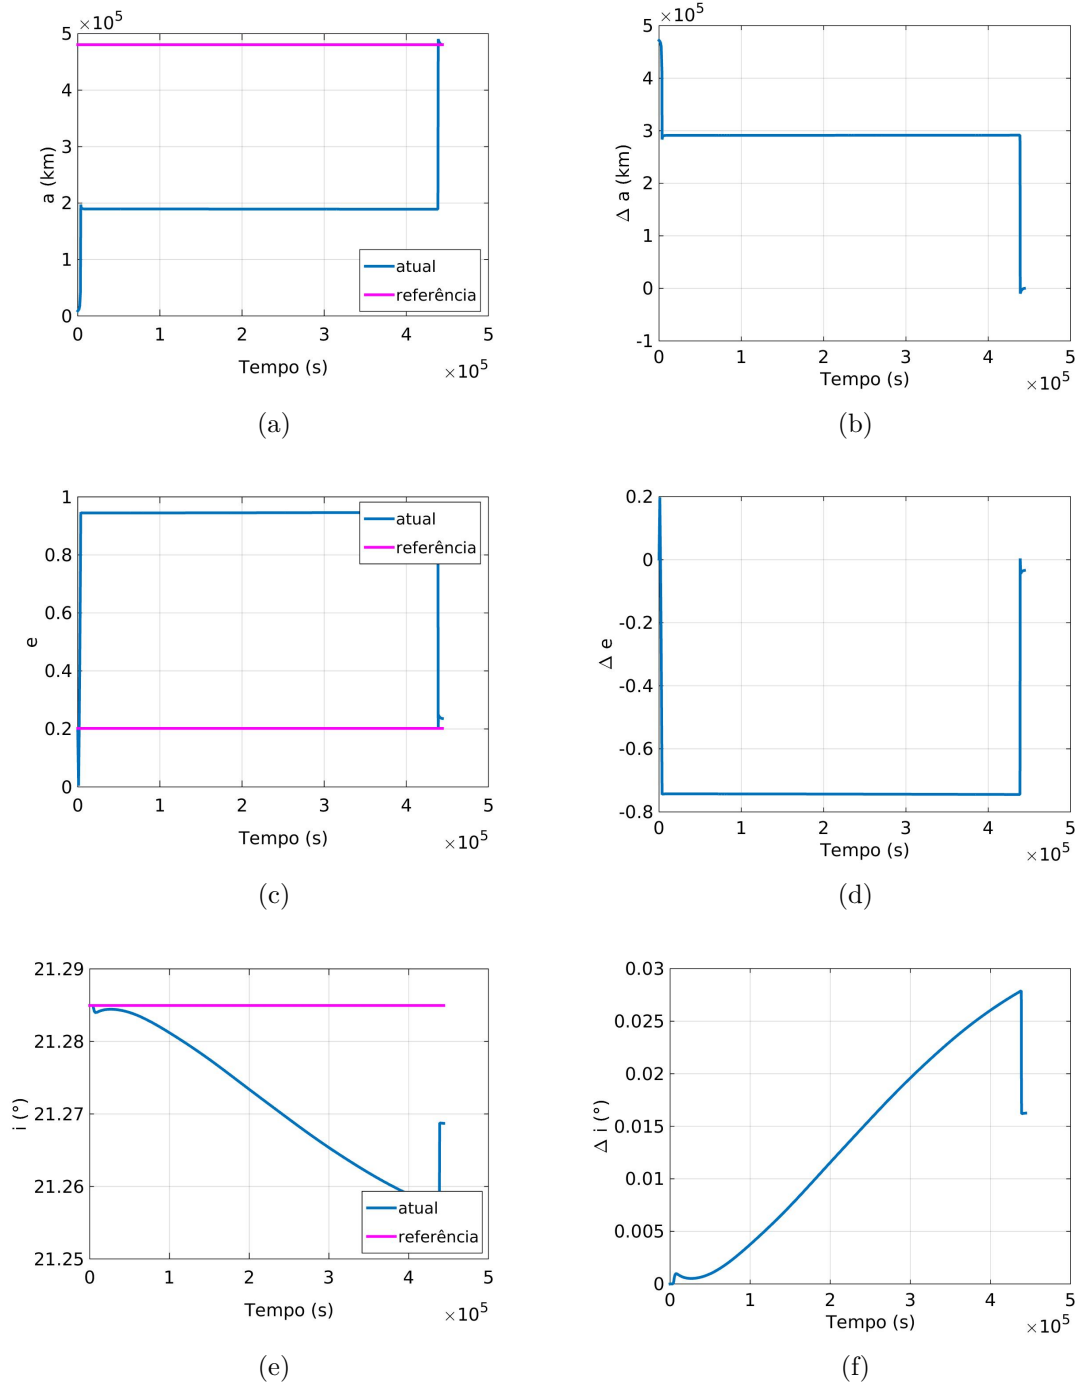 ×10⁵
5
4
3
2
1
0
a (km)
atual
referência
0 1 2 3 4 5
Tempo (s)
×10⁵
(a)
×10⁵
5
4
3
2
1
0
-1
Δ a (km)
0 1 2 3 4 5
Tempo (s)
×10⁵
(b)
1
0.8
0.6
0.4
0.2
0
e
atual
referência
0 1 2 3 4 5
Tempo (s)
×10⁵
(c)
0.2
0
-0.2
-0.4
-0.6
-0.8
Δ e
0 1 2 3 4 5
Tempo (s)
×10⁵
(d)
21.29
21.28
21.27
21.26
21.25
i (°)
atual
referência
0 1 2 3 4 5
Tempo (s)
×10⁵
(e)
0.03
0.025
0.02
0.015
0.01
0.005
0
Δ i (°)
0 1 2 3 4 5
Tempo (s)
×10⁵
(f)